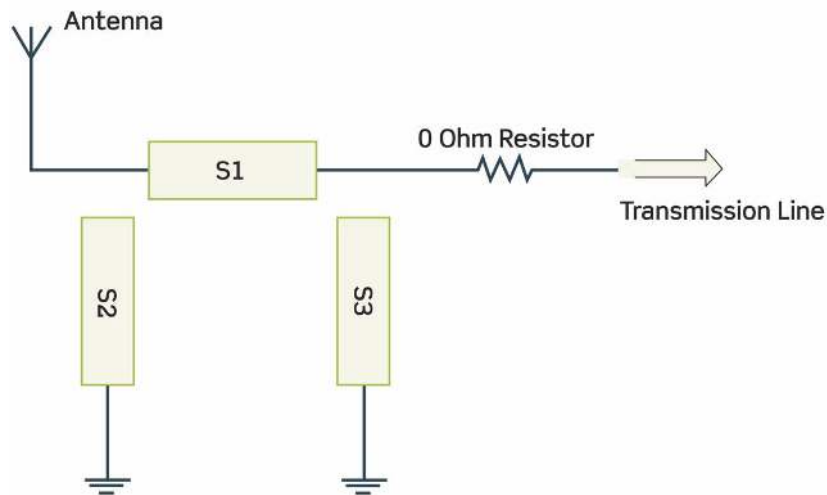 Antenna
0 Ohm Resistor
S1
Transmission Line
S2
S3